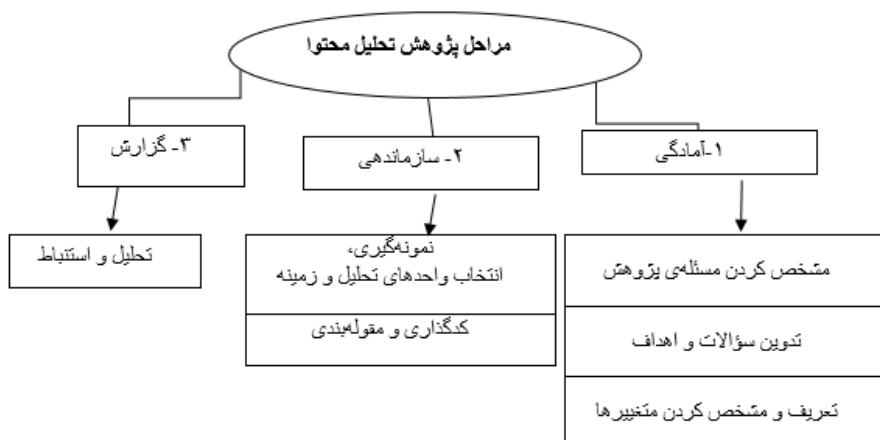 مراحل پژوهش تحلیل محتوا
۱-آمادگی
۲- سازماندهی
۳- گزارش
مشخص کردن مسئله‌ی پژوهش
تدوین سؤالات و اهداف
تعریف و مشخص کردن متغییرها
نمونه‌گیری،
انتخاب واحدهای تحلیل و زمینه
کدگذاری و مقوله‌بندی
تحلیل و استنباط